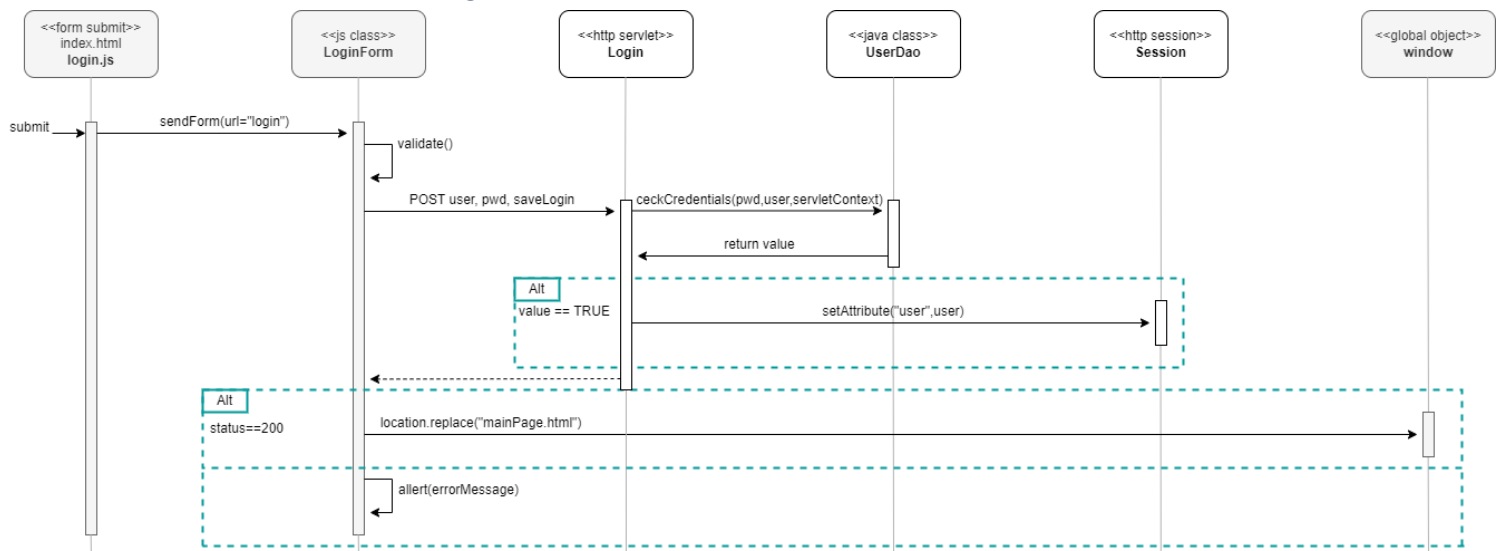 <<form submit>>
index.html
login.js
<<js class>>
LoginForm
<<http servlet>>
Login
<<java class>>
UserDao
<<http session>>
Session
<<global object>>
window
submit
sendForm(url="login")
validate()
POST user, pwd, saveLogin
ceckCredentials(pwd,user,servletContext)
return value
Alt
value == TRUE
setAttribute("user",user)
Alt
status==200
location.replace("mainPage.html")
allert(errorMessage)